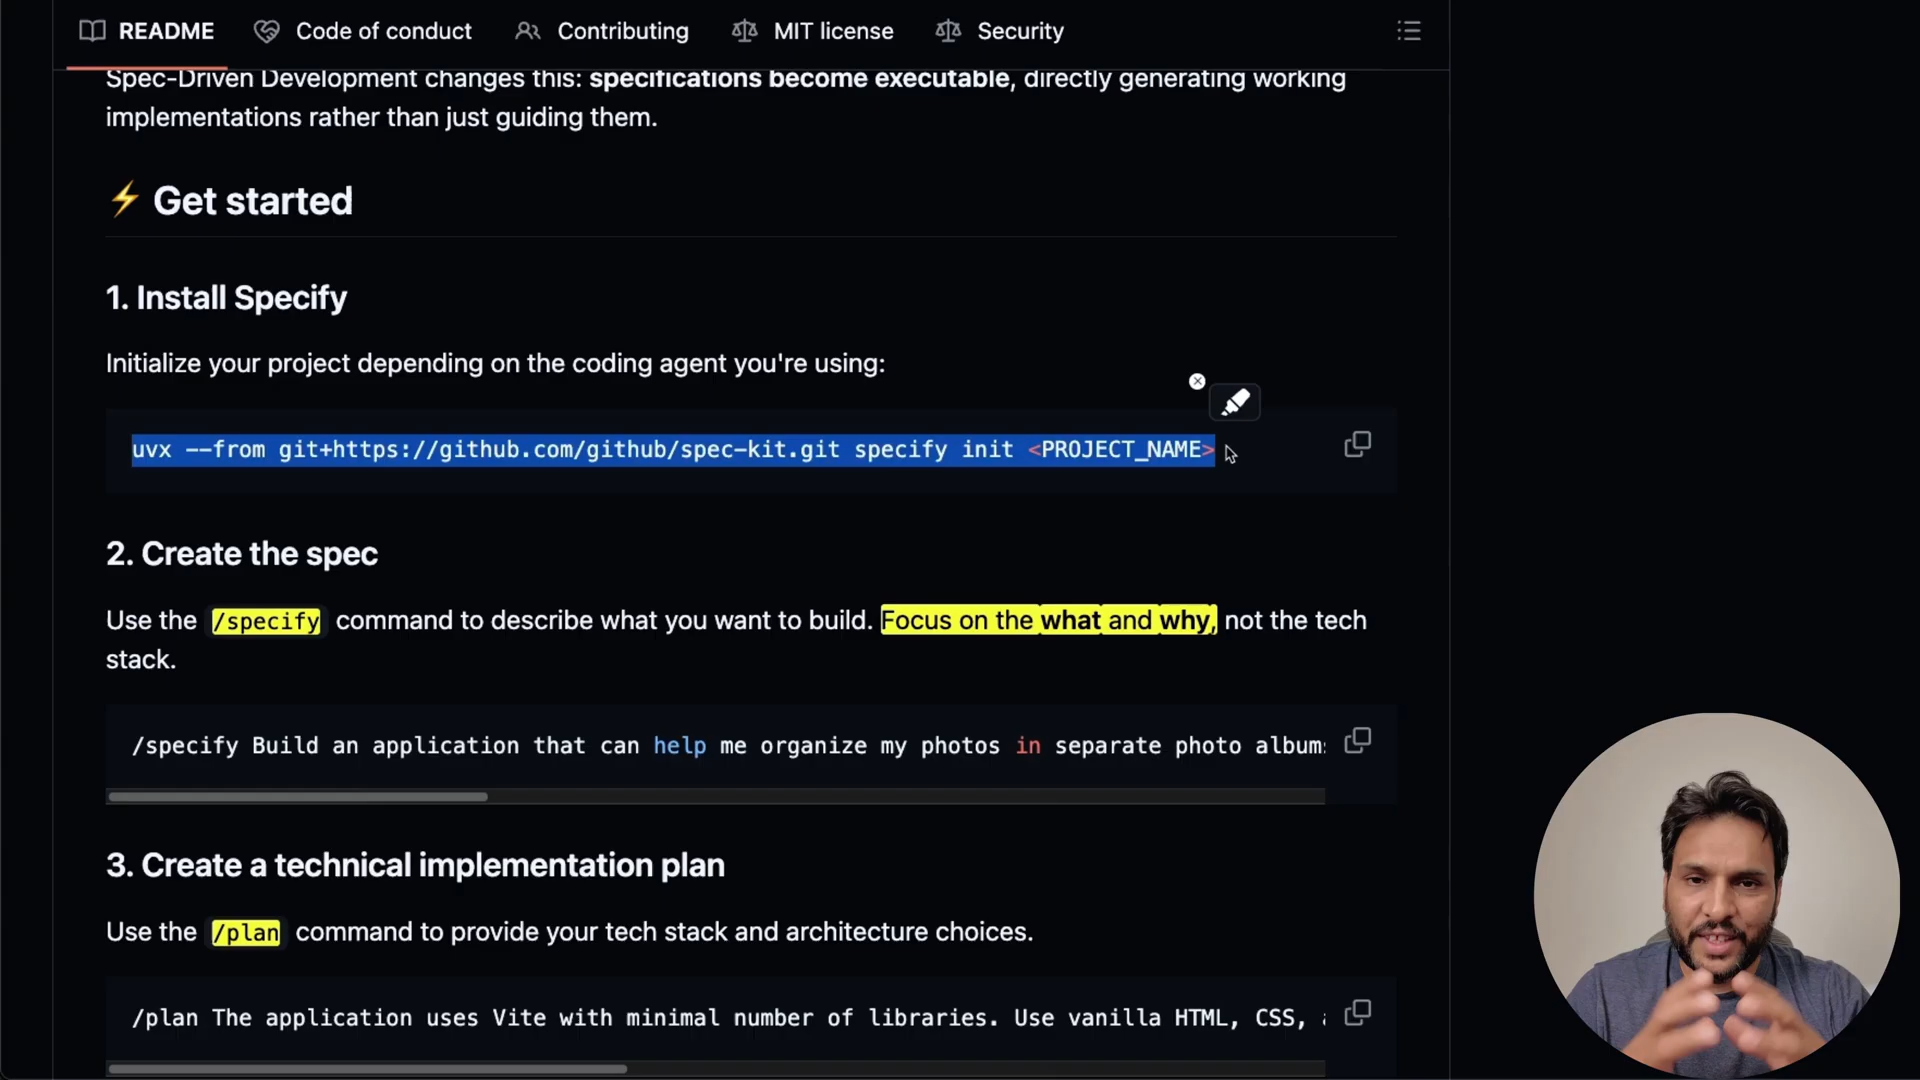 README Code of conduct Contributing MIT license Security
Spec-Driven Development changes this: specifications become executable, directly generating working
implementations rather than just guiding them.
⚡ Get started
1. Install Specify
Initialize your project depending on the coding agent you're using:
uvx --from git+https://github.com/github/spec-kit.git specify init <PROJECT_NAME>
2. Create the spec
Use the /specify command to describe what you want to build. Focus on the what and why, not the tech
stack.
/specify Build an application that can help me organize my photos in separate photo albums
3. Create a technical implementation plan
Use the /plan command to provide your tech stack and architecture choices.
/plan The application uses Vite with minimal number of libraries. Use vanilla HTML, CSS,